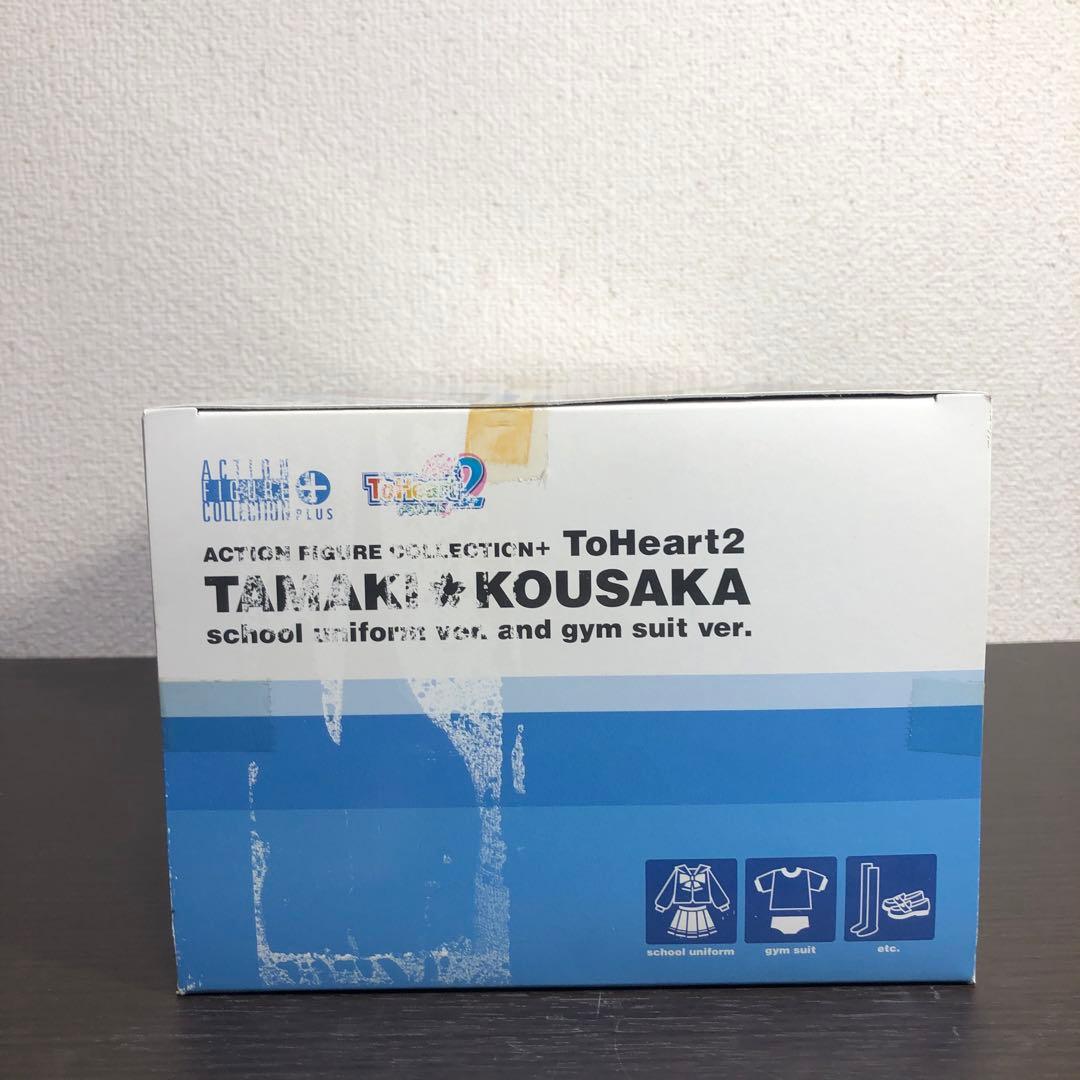 ACTION
FIGURE
COLLECTION PLUS
ToHeart2
ACTION FIGURE COLLECTION+ ToHeart2
TAMAKI★KOUSAKA
school uniform ver. and gym suit ver.
school uniform
gym suit
etc.